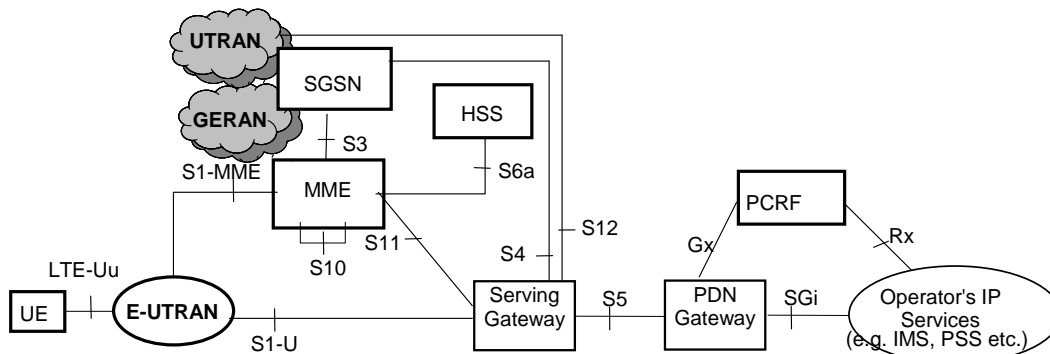 UTRAN
SGSN
GERAN
HSS
S3
S1-MME
S6a
MME
PCRF
S12
S11
Gx
Rx
S4
S10
LTE-Uu
UE
E-UTRAN
S1-U
Serving
Gateway
S5
PDN
Gateway
SGi
Operator's IP
Services
(e.g. IMS, PSS etc.)